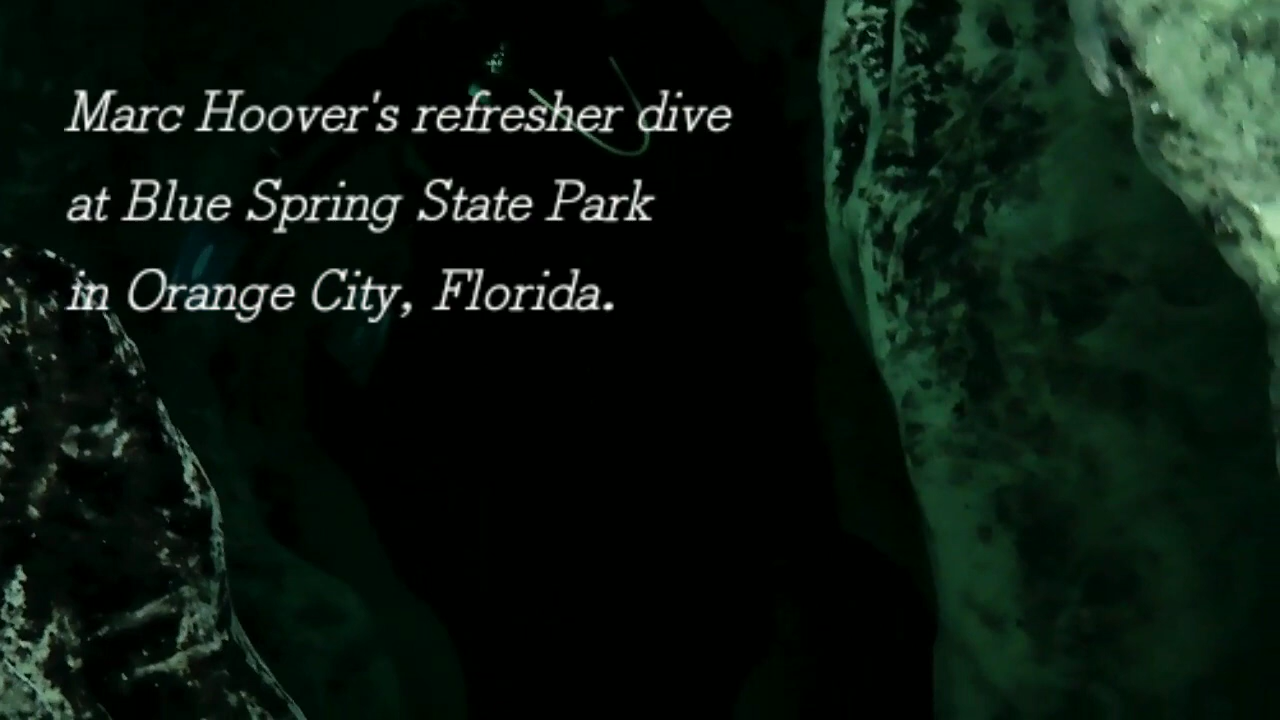 Marc Hoover's refresher dive
at Blue Spring State Park
in Orange City, Florida.